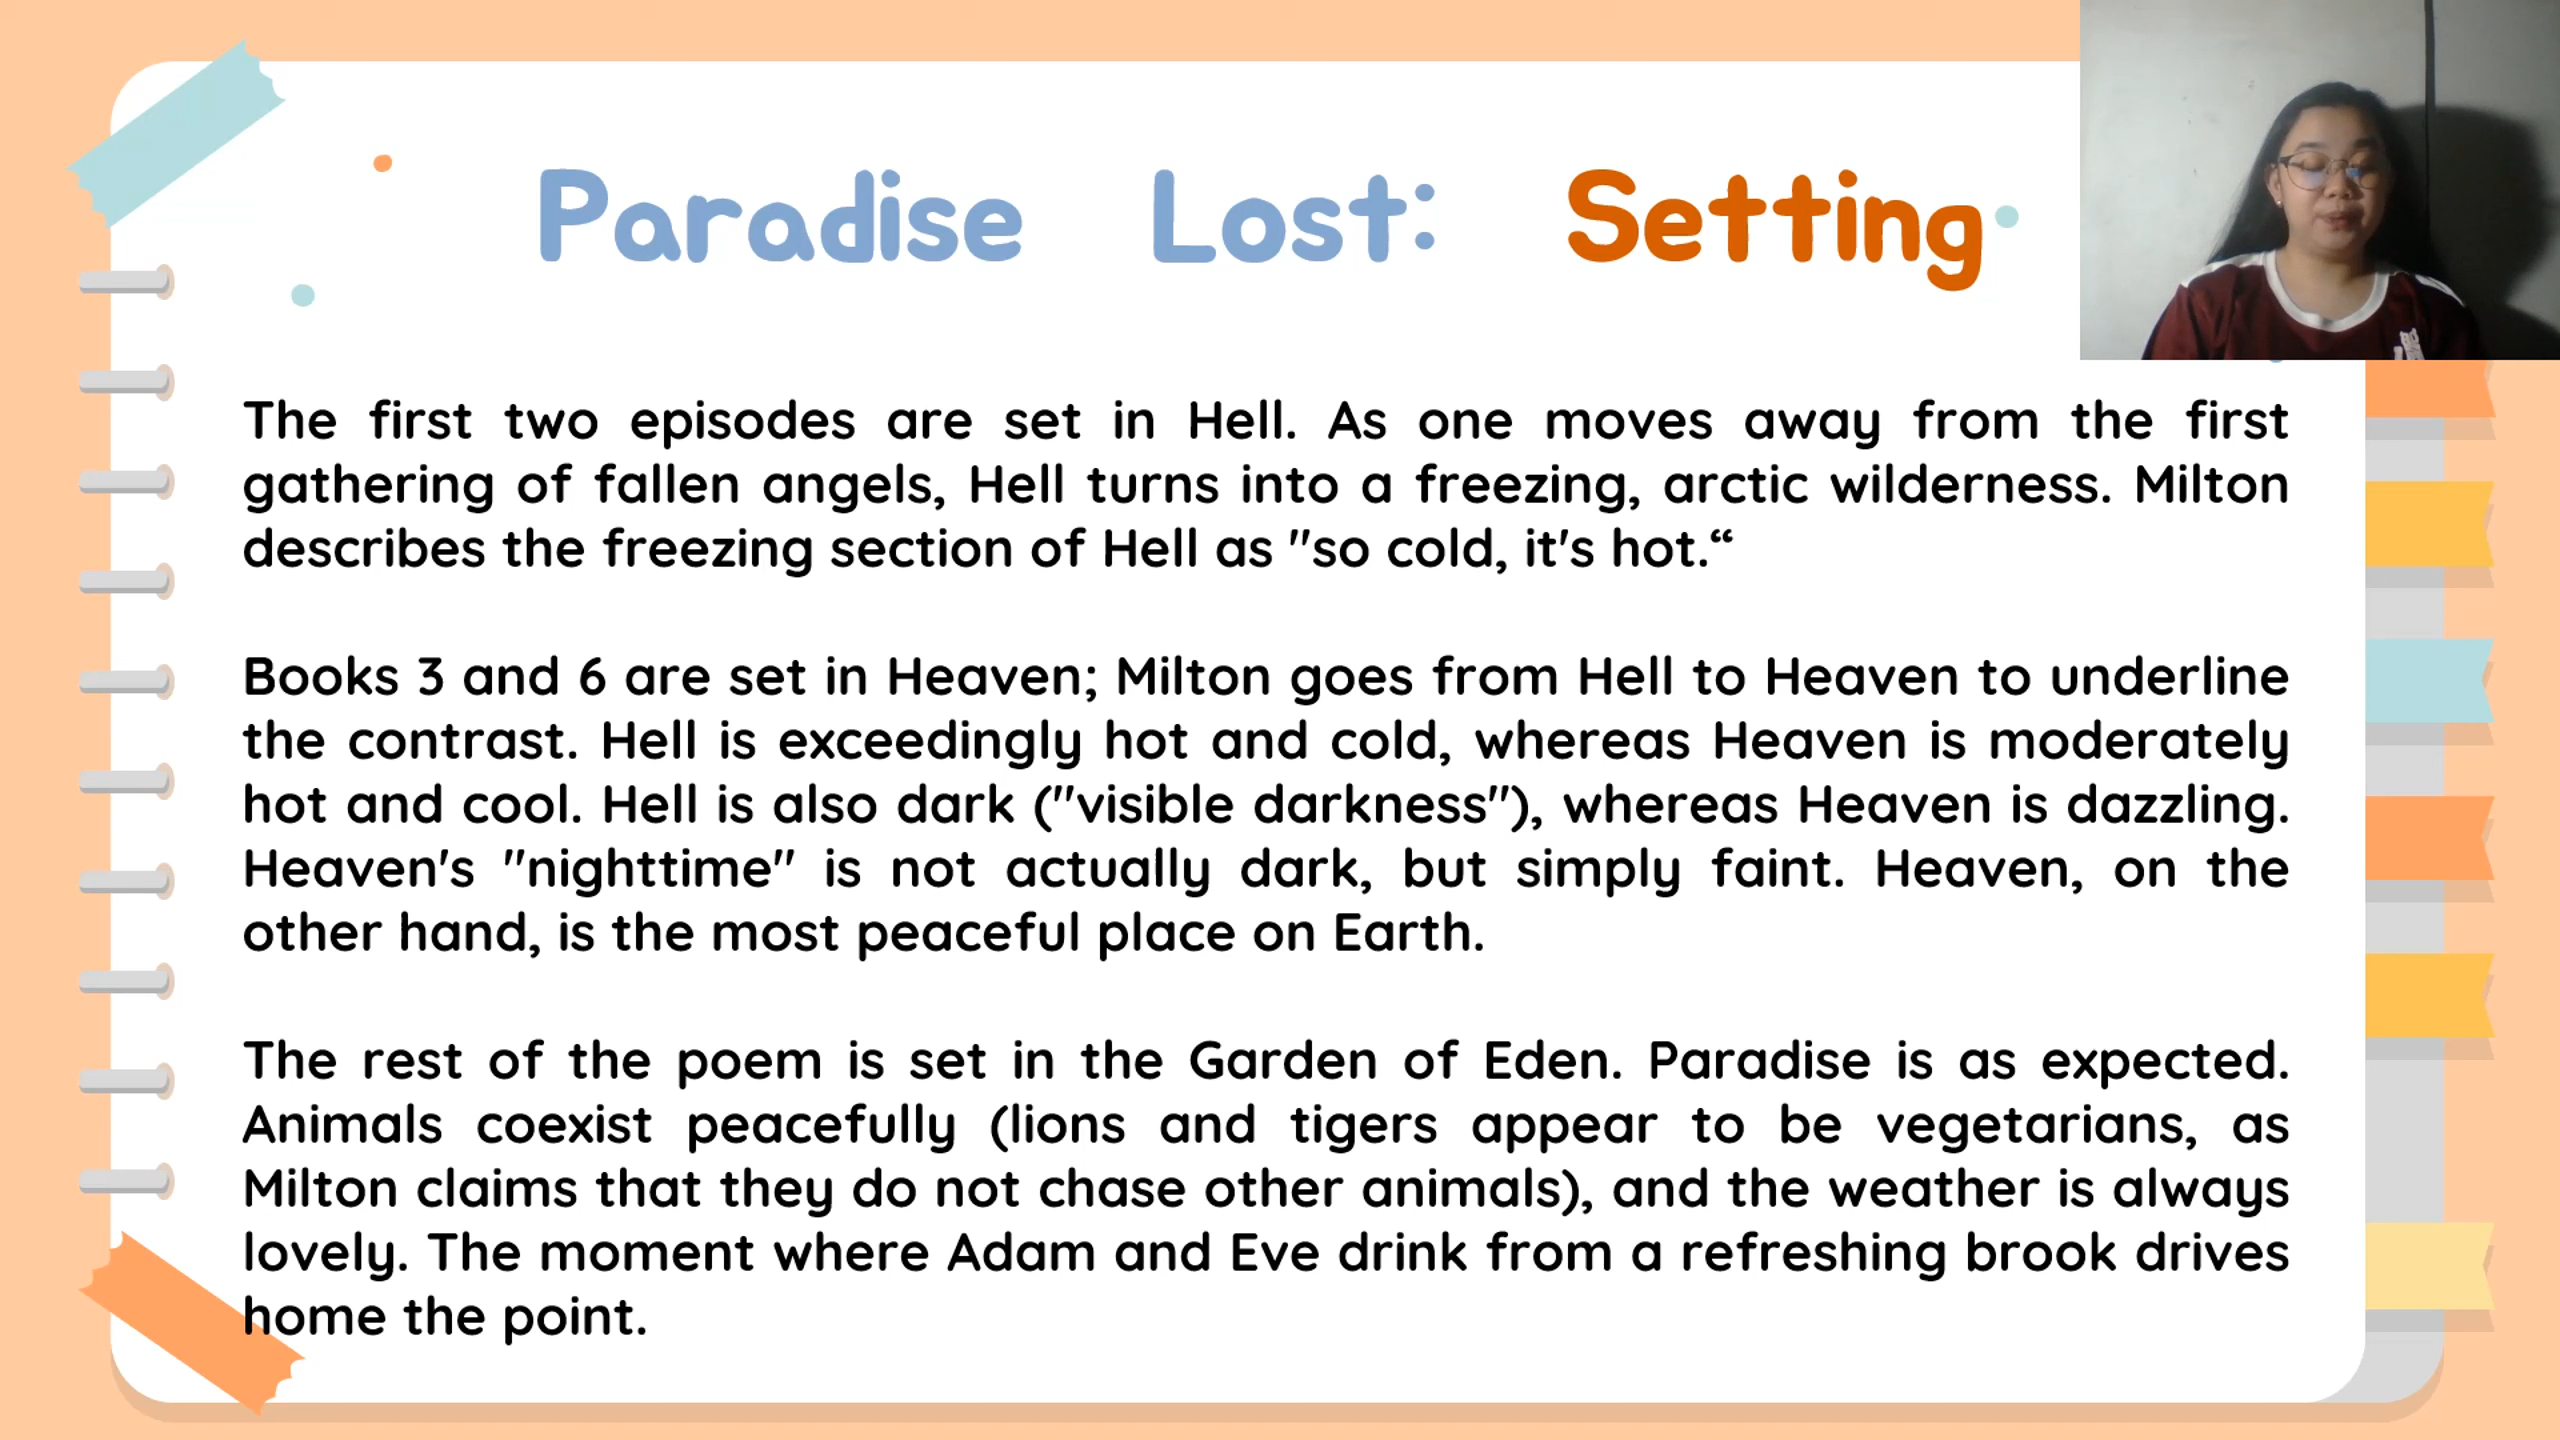 Paradise Lost: Setting
The first two episodes are set in Hell. As one moves away from the first
gathering of fallen angels, Hell turns into a freezing, arctic wilderness. Milton
describes the freezing section of Hell as "so cold, it's hot.“
Books 3 and 6 are set in Heaven; Milton goes from Hell to Heaven to underline
the contrast. Hell is exceedingly hot and cold, whereas Heaven is moderately
hot and cool. Hell is also dark ("visible darkness"), whereas Heaven is dazzling.
Heaven's "nighttime" is not actually dark, but simply faint. Heaven, on the
other hand, is the most peaceful place on Earth.
The rest of the poem is set in the Garden of Eden. Paradise is as expected.
Animals coexist peacefully (lions and tigers appear to be vegetarians, as
Milton claims that they do not chase other animals), and the weather is always
lovely. The moment where Adam and Eve drink from a refreshing brook drives
home the point.